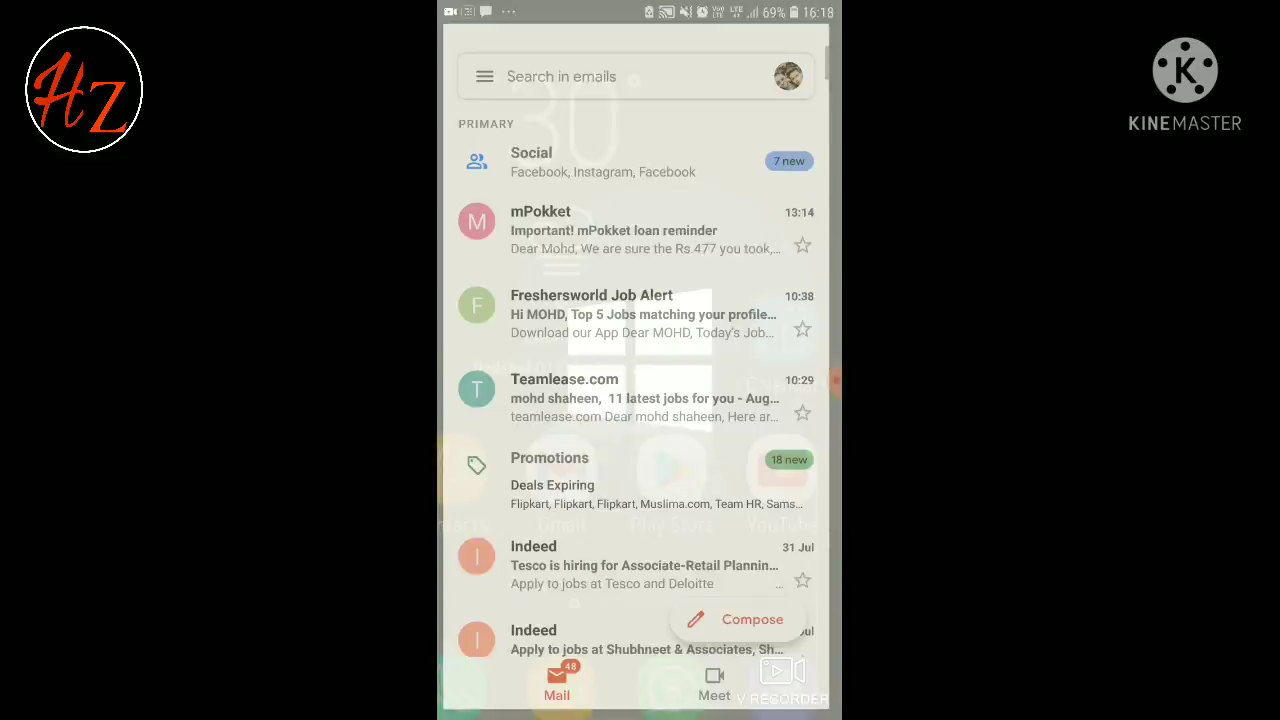 HZ
69% 16:18
Search in emails
30°
PRIMARY
Social
7 new
Facebook, Instagram, Facebook
M
mPokket
13:14
Important! mPokket loan reminder
Dear Mohd, We are sure the Rs.477 you took,...
F
Freshersworld Job Alert
10:38
Hi MOHD, Top 5 Jobs matching your profile...
Download our App Dear MOHD, Today's Job...
T
Teamlease.com
10:29
mohd shaheen, 11 latest jobs for you - Aug...
teamlease.com Dear mohd shaheen, Here ar...
Promotions
18 new
Deals Expiring
Flipkart, Flipkart, Flipkart, Muslima.com, Team HR, Sams...
Gmail Play Store YouTube
I
Indeed
31 Jul
Tesco is hiring for Associate-Retail Plannin...
Apply to jobs at Tesco and Deloitte ...
Compose
I
Indeed
Apply to jobs at Shubhneet & Associates, Sh...
48
Mail
Meet
V RECORDER
K
KINEMASTER